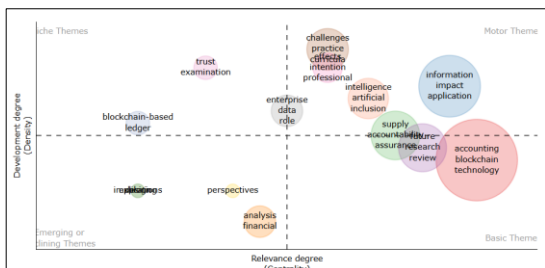 iche Themes
Motor Theme
challenges
practice
effects
curricula
intention
professional
trust
examination
information
impact
application
intelligence
artificial
inclusion
enterprise
data
role
blockchain-based
ledger
supply
accountability
assurance
future
research
review
accounting
blockchain
technology
perspectives
analysis
financial
Emerging or
lining Themes
Basic Theme
Development degree
(Density)
Relevance degree
(Centrality)